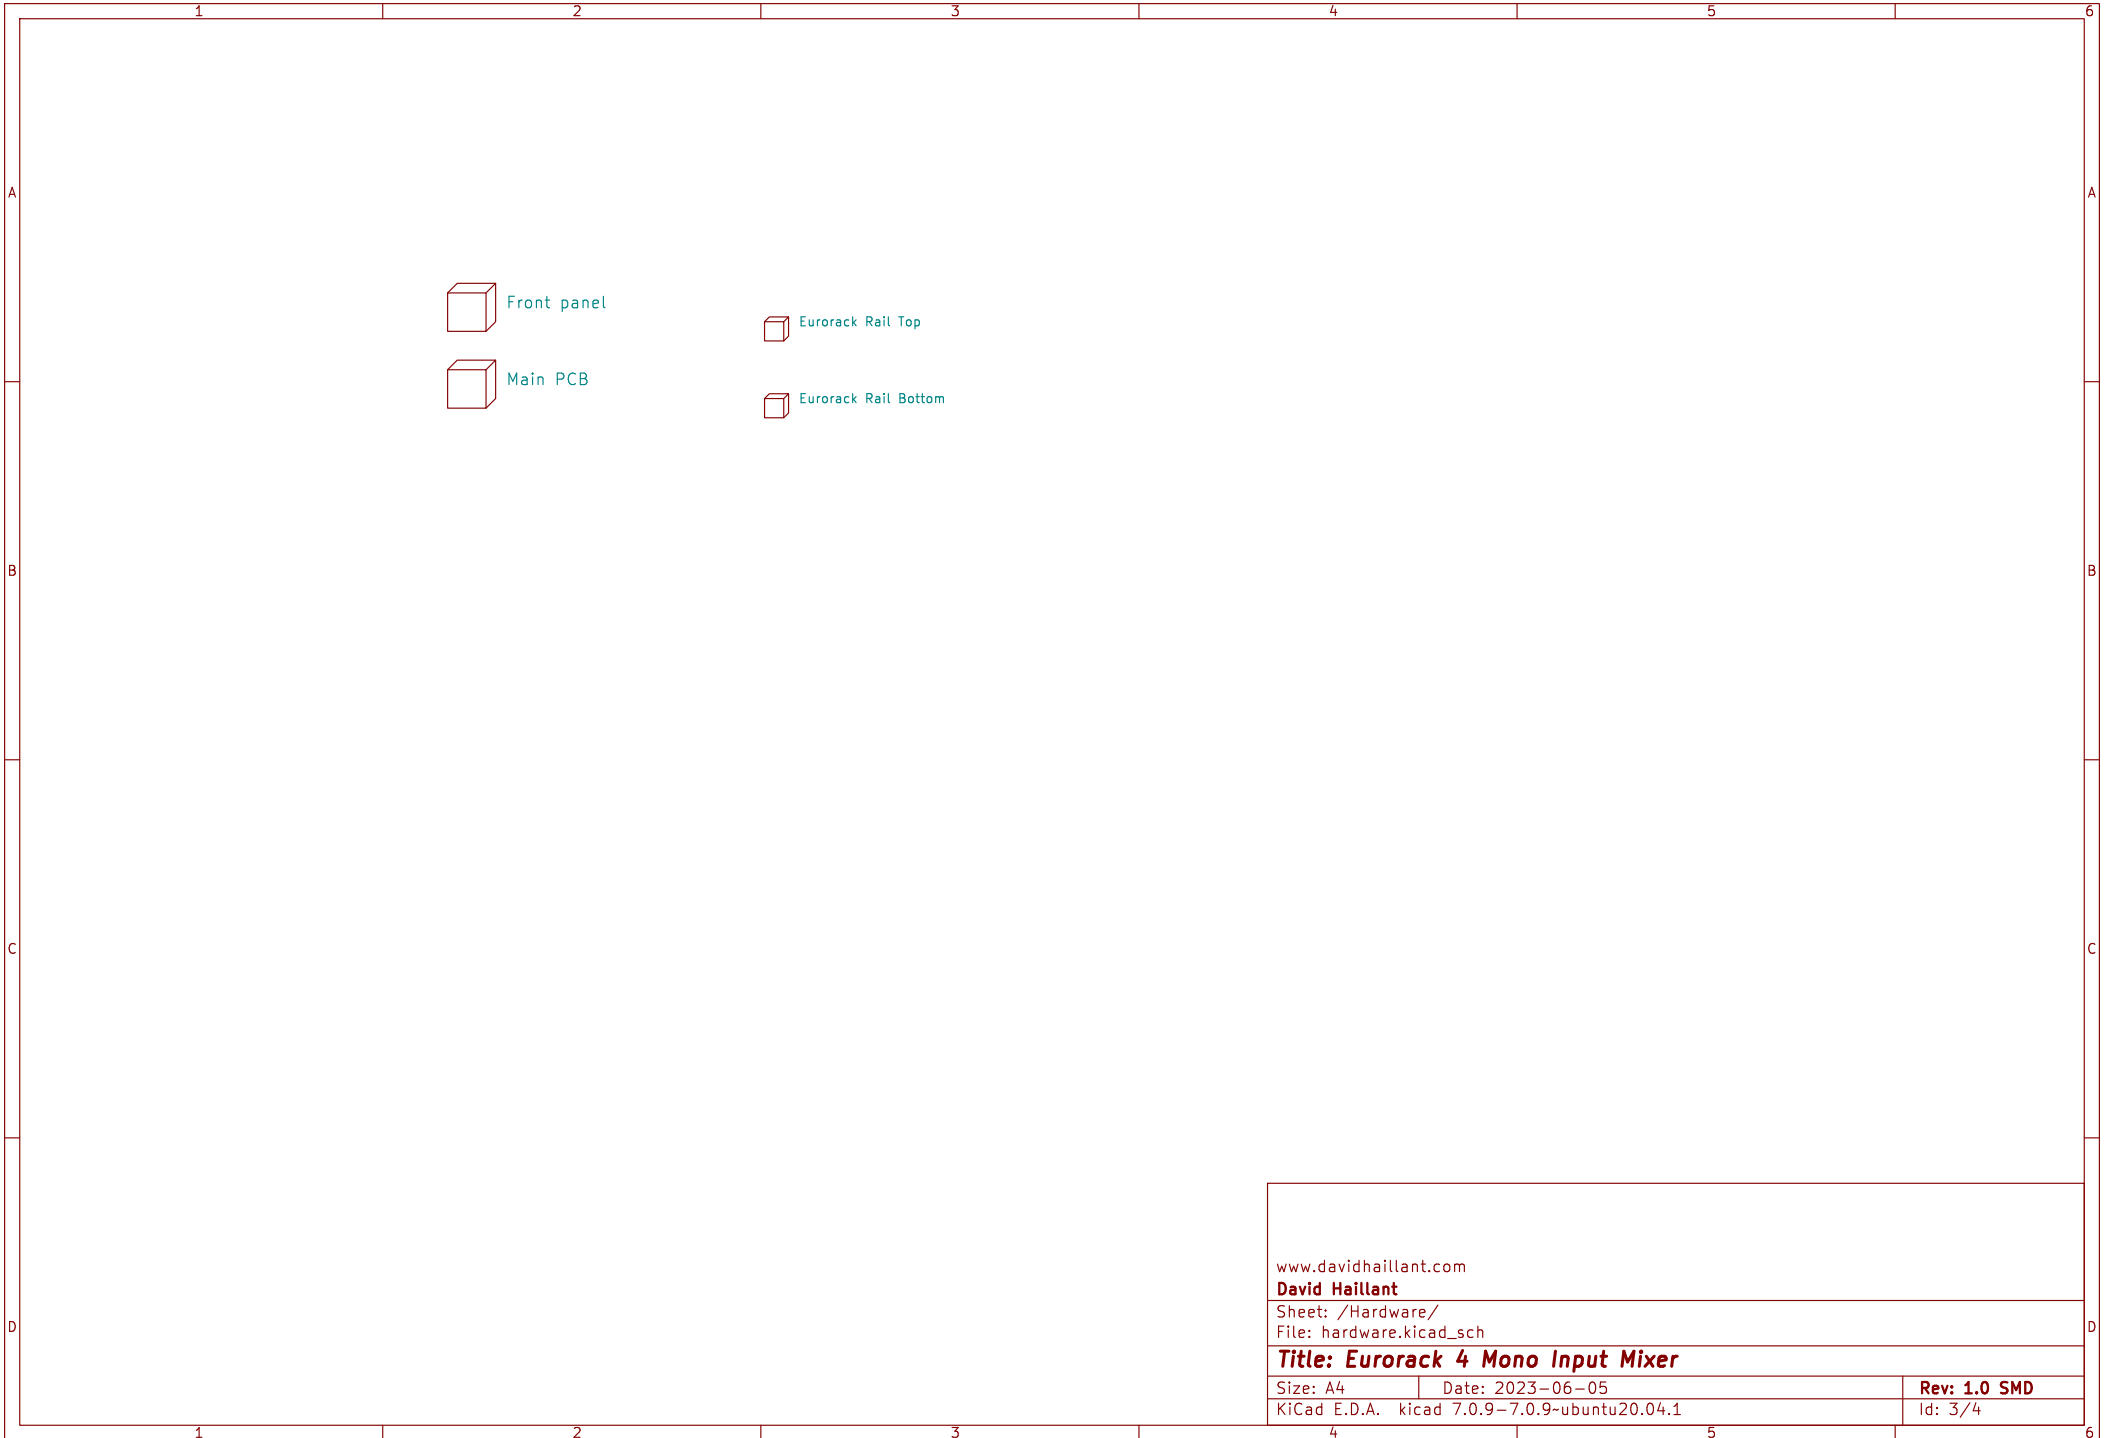 1 2 3 4 5 6
A A
Front panel
Eurorack Rail Top
Main PCB
Eurorack Rail Bottom
B B
C C
www.davidhaillant.com
David Haillant
Sheet: /Hardware/
File: hardware.kicad_sch
D D
Title: Eurorack 4 Mono Input Mixer
Size: A4 Date: 2023-06-05 Rev: 1.0 SMD
KiCad E.D.A. kicad 7.0.9-7.0.9~ubuntu20.04.1 Id: 3/4
1 2 3 4 5 6